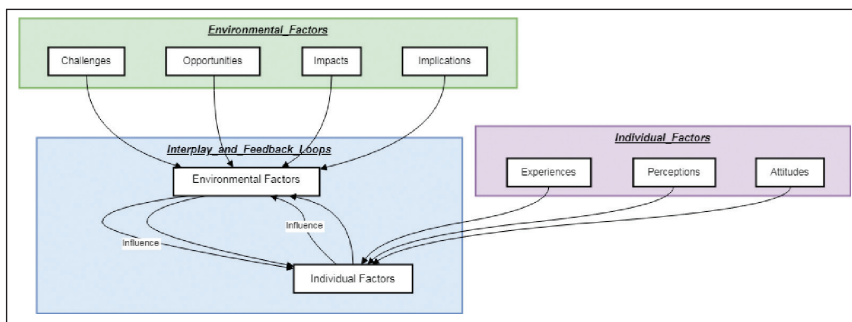 Environmental_Factors
Challenges
Opportunities
Impacts
Implications
Interplay_and_Feedback_Loops
Environmental Factors
Individual_Factors
Experiences
Perceptions
Attitudes
Influence
Influence
Individual Factors